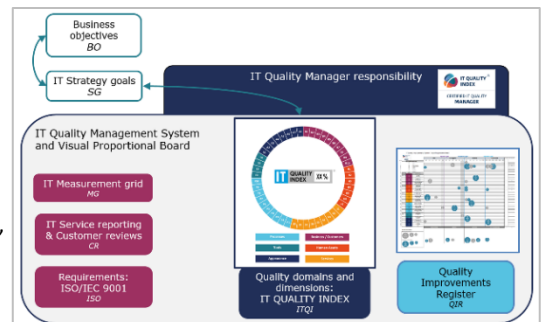 Business
objectives
BO
IT Strategy goals
SG
IT Quality Manager responsibility
IT QUALITY
INDEX
CERTIFIED IT QUALITY
MANAGER
IT Quality Management System
and Visual Proportional Board
IT Measurement grid
MG
IT Service reporting
& Customer reviews
CR
Requirements:
ISO/IEC 9001
ISO
IT QUALITY
INDEX
XX %
Quality domains and
dimensions:
IT QUALITY INDEX
ITQI
Quality
Improvements
Register
QIR